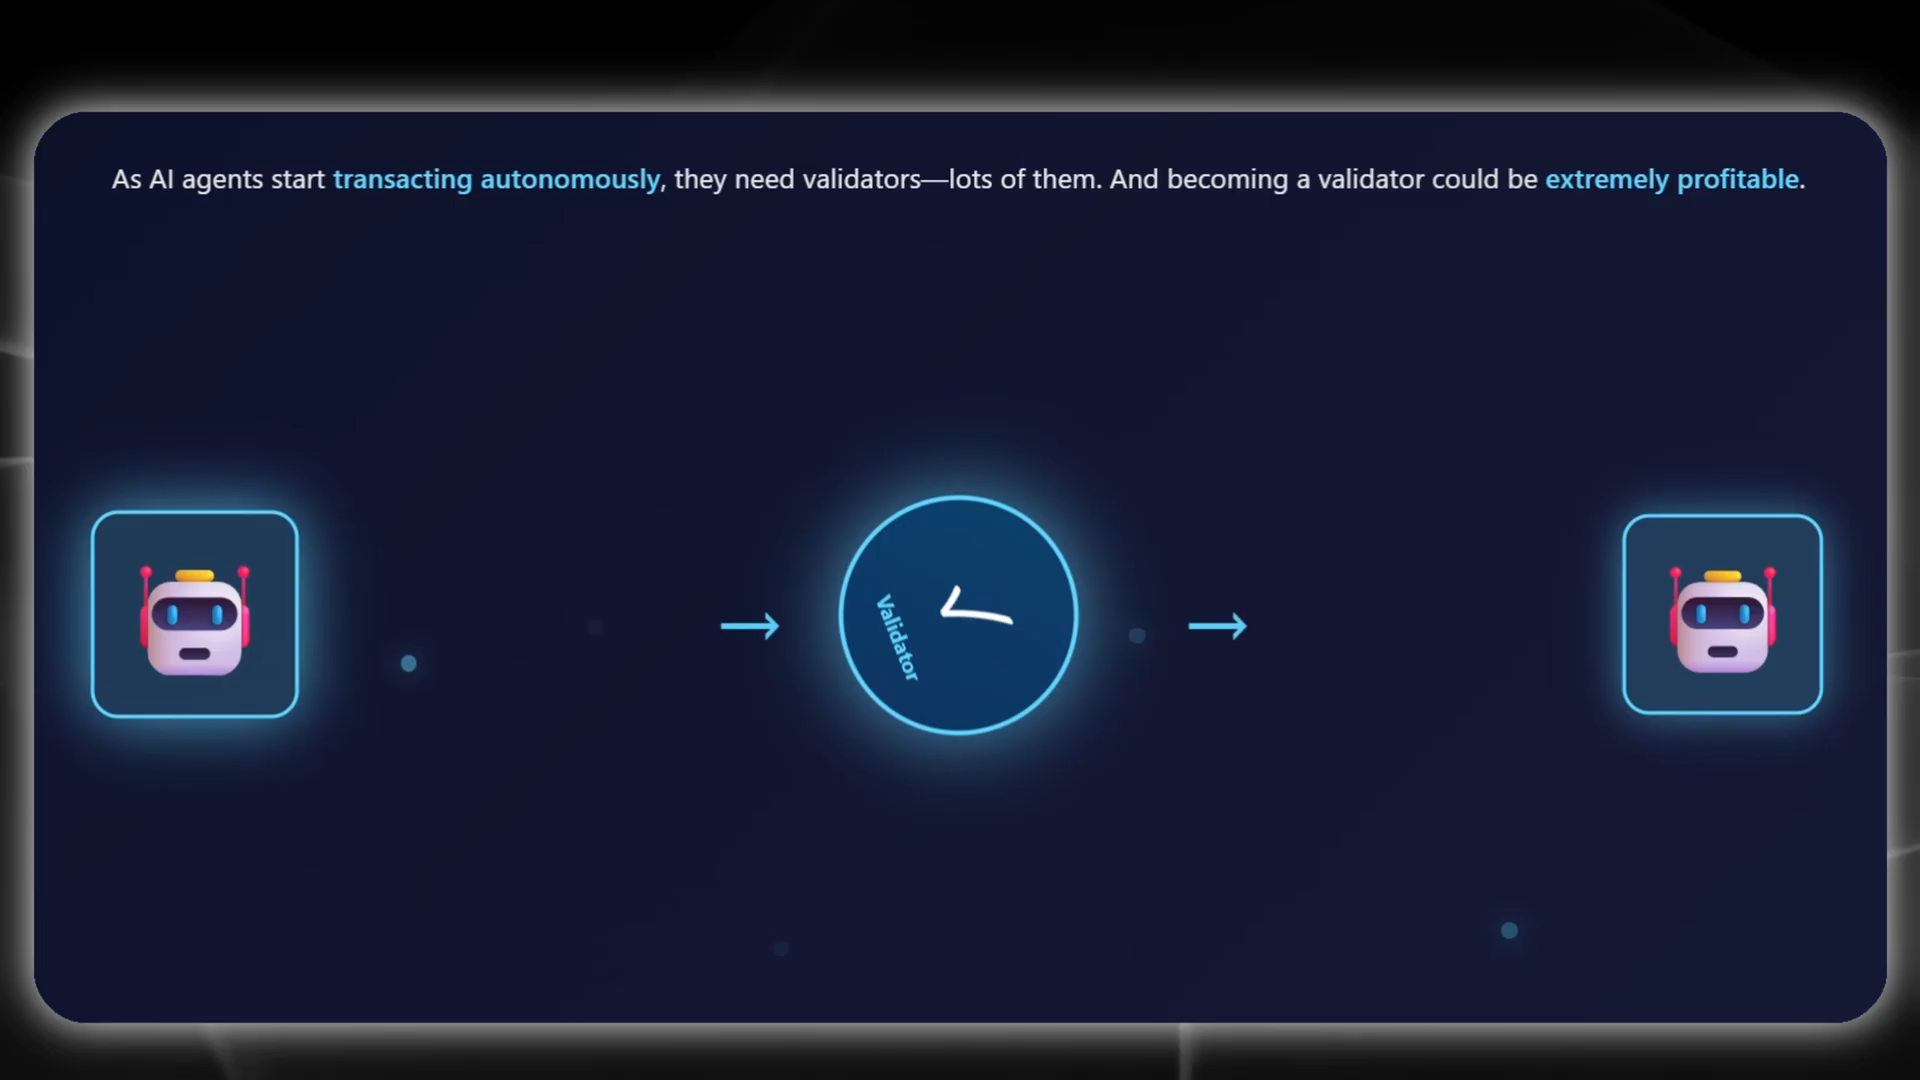 As AI agents start transacting autonomously, they need validators—lots of them. And becoming a validator could be extremely profitable.
Validator